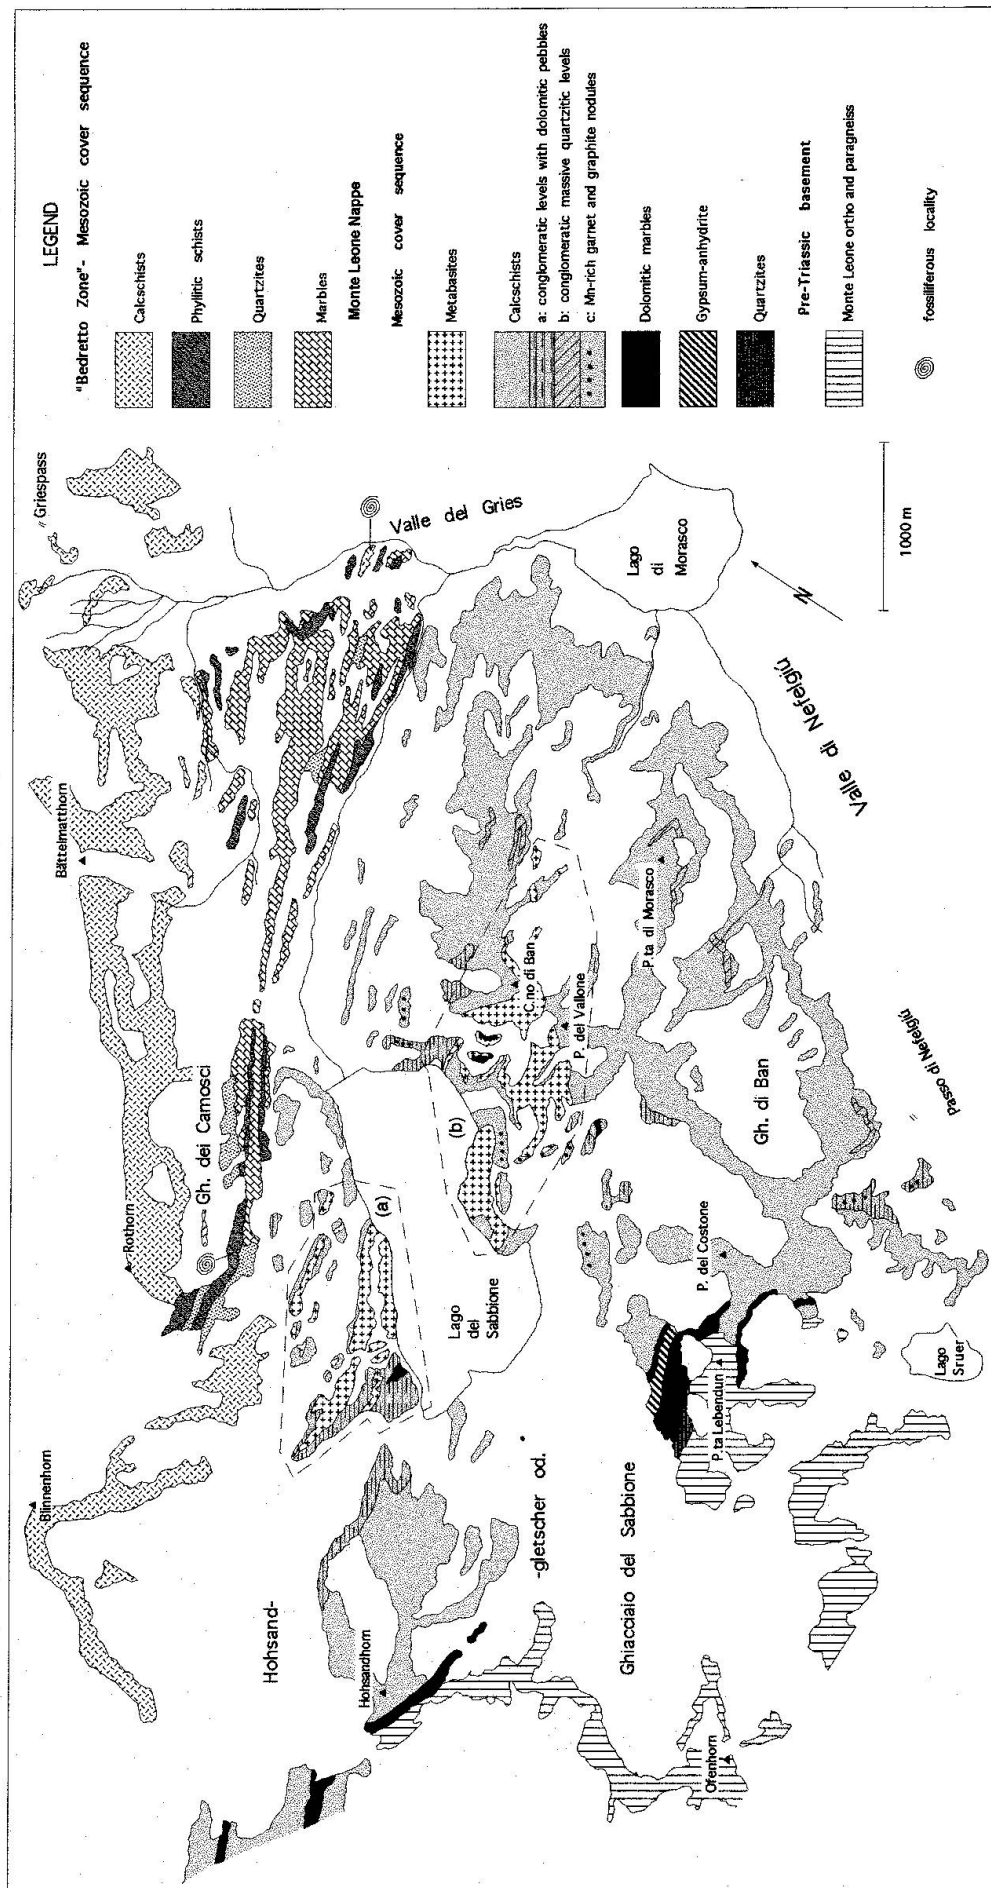 LEGEND
"Bedretto Zone"- Mesozoic cover sequence
Calcschists
Phyllitic schists
Quartzites
Marbles
Monte Leone Nappe
Mesozoic cover sequence
Metabasites
Calcschists
a: conglomeratic levels with dolomitic pebbles
b: conglomeratic massive quartzitic levels
c: Mn-rich garnet and graphite nodules
Dolomitic marbles
Gypsum-anhydrite
Quartzites
Pre-Triassic basement
Monte Leone ortho and paragneiss
fossiliferous locality
Griespass
Valle del Gries
Lago
di
Morasco
1000 m
N
Valle di Nefelgiù
Bättelmatthorn
C.no di Ban
P. del Vallone
P.ta di Morasco
Gh. di Ban
Passo di Nefelgiù
Rothorn
Gh. dei Camosci
(a)
(b)
Lago
del
Sabbione
P. del Costone
P.ta Lebendun
Lago
Sruer
Blinnenhorn
Hohsand-
-gletscher od.
Ghiacciaio del Sabbione
Hohsandhorn
Ofenhorn